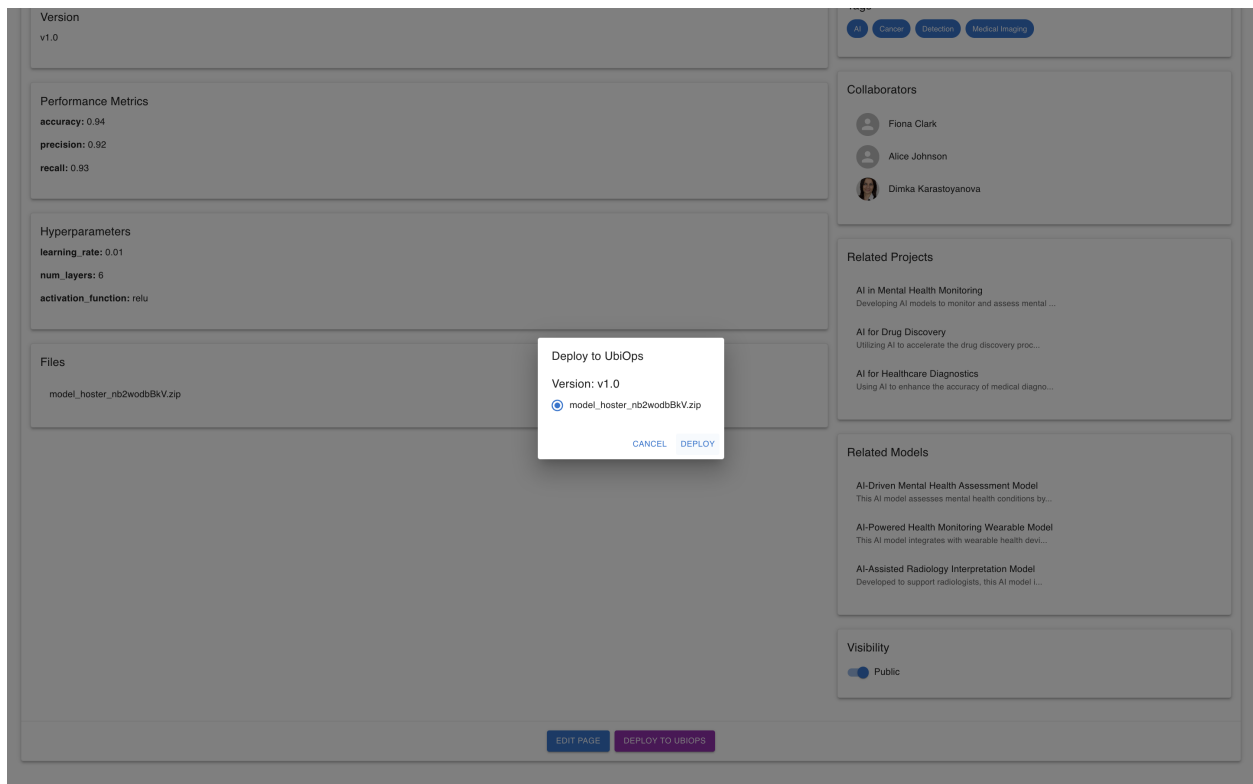 Version
v1.0
Performance Metrics
accuracy: 0.94
precision: 0.92
recall: 0.93
Hyperparameters
learning_rate: 0.01
num_layers: 6
activation_function: relu
Files
model_hoster_nb2wodbBkV.zip
Deploy to UbiOps
Version: v1.0
model_hoster_nb2wodbBkV.zip
CANCEL DEPLOY
Tags
AI Cancer Detection Medical Imaging
Collaborators
Fiona Clark
Alice Johnson
Dimka Karastoyanova
Related Projects
AI in Mental Health Monitoring
Developing AI models to monitor and assess mental ...
AI for Drug Discovery
Utilizing AI to accelerate the drug discovery proc...
AI for Healthcare Diagnostics
Using AI to enhance the accuracy of medical diagno...
Related Models
AI-Driven Mental Health Assessment Model
This AI model assesses mental health conditions by...
AI-Powered Health Monitoring Wearable Model
This AI model integrates with wearable health devi...
AI-Assisted Radiology Interpretation Model
Developed to support radiologists, this AI model i...
Visibility
Public
EDIT PAGE DEPLOY TO UBIOPS